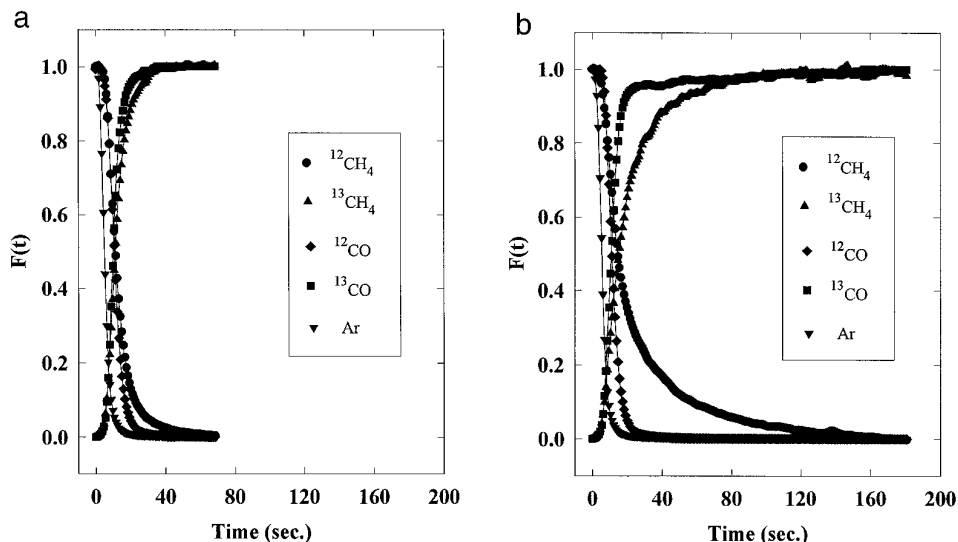 a
F(t)
1.0
0.8
0.6
0.4
0.2
0.0
0 40 80 120 160 200
Time (sec.)
¹²CH₄
¹³CH₄
¹²CO
¹³CO
Ar
b
F(t)
1.0
0.8
0.6
0.4
0.2
0.0
0 40 80 120 160 200
Time (sec.)
¹²CH₄
¹³CH₄
¹²CO
¹³CO
Ar